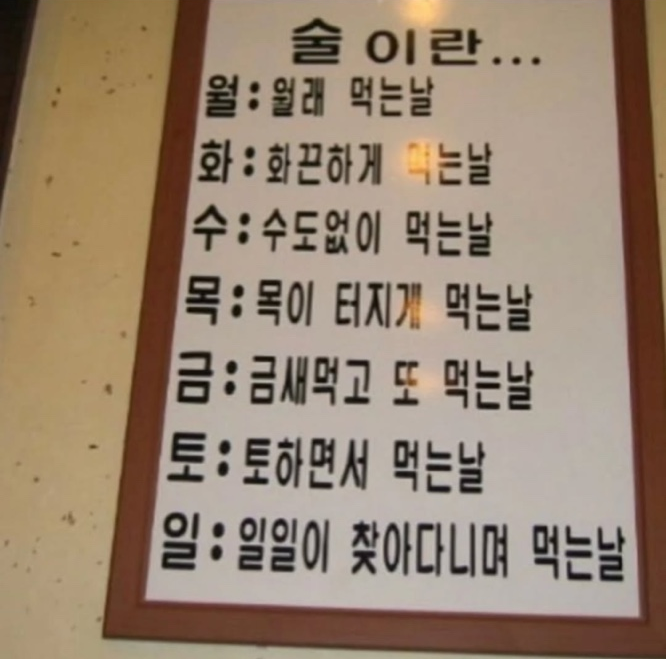 술이란...
월:월래 먹는날
화:화끈하게 먹는날
수:수도없이 먹는날
목:목이 터지게 먹는날
금:금새먹고 또 먹는날
토:토하면서 먹는날
일:일일이 찾아다니며 먹는날